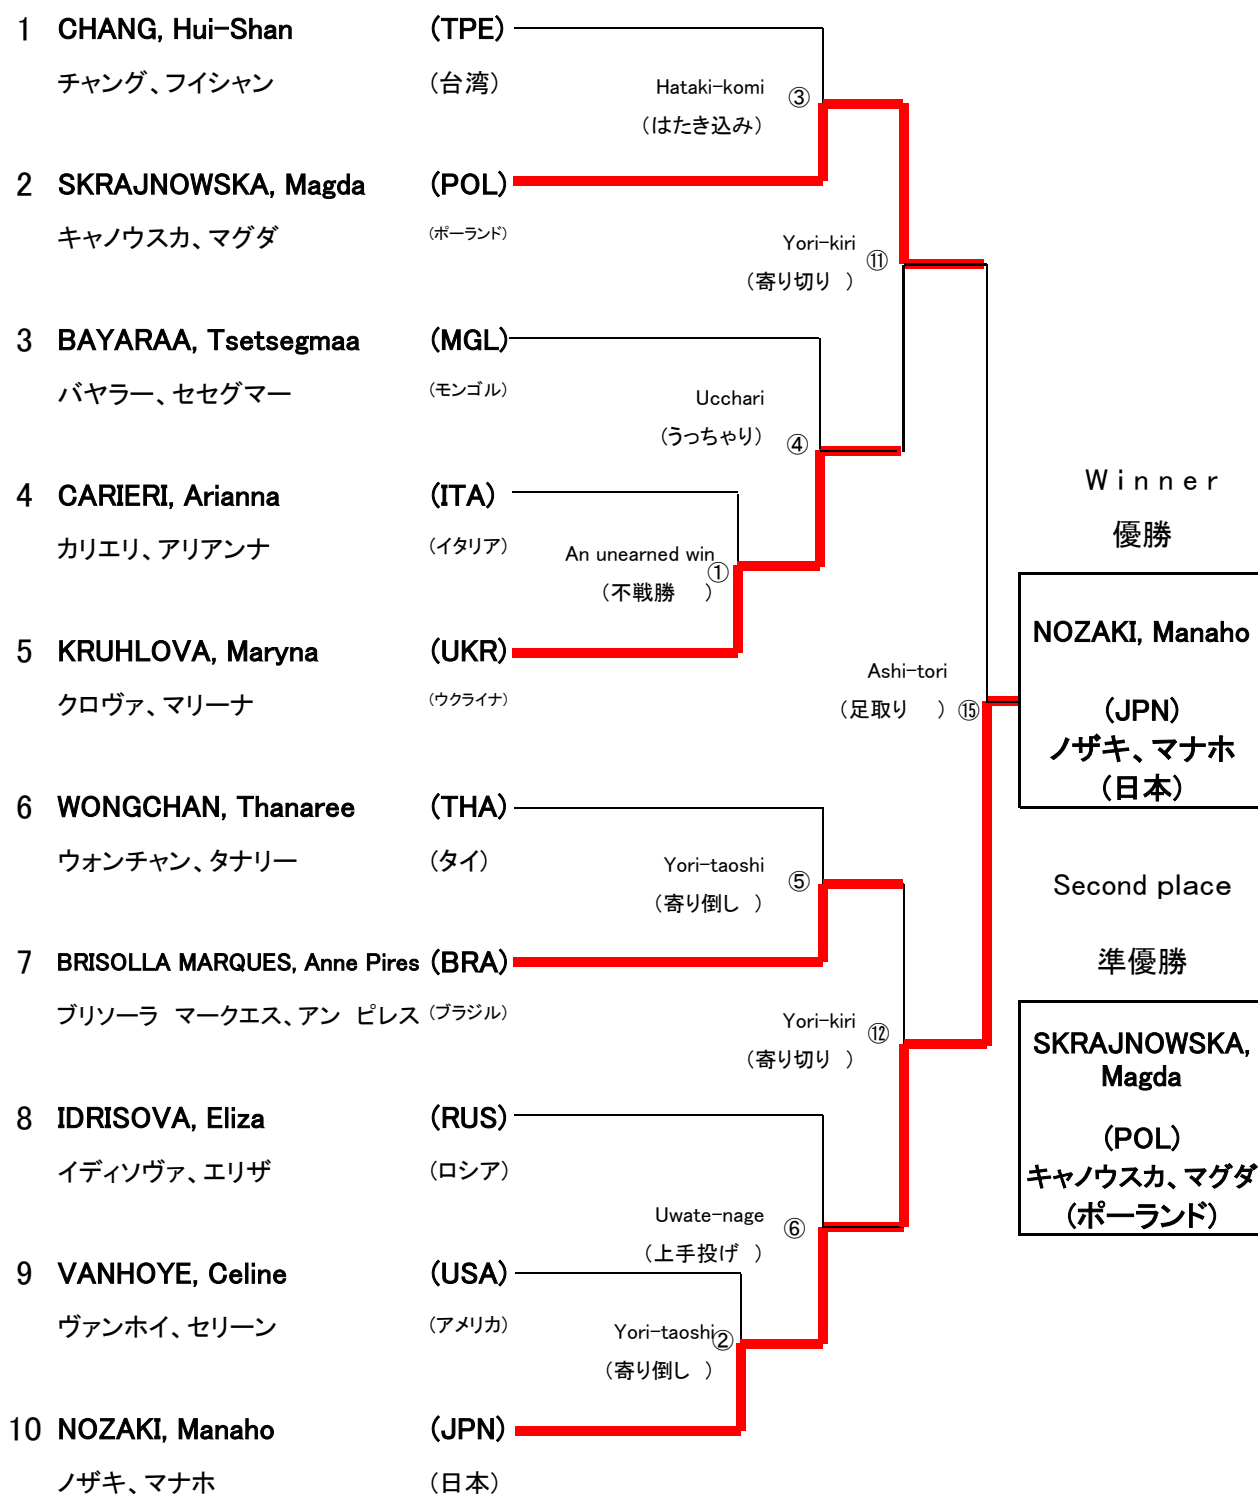 1 CHANG, Hui-Shan (TPE)
チャング、フイシャン (台湾)
Hataki-komi ③
(はたき込み)
2 SKRAJNOWSKA, Magda (POL)
キャノウスカ、マグダ (ポーランド)
Yori-kiri ⑪
(寄り切り )
3 BAYARAA, Tsetsegmaa (MGL)
バヤラー、セセグマー (モンゴル)
Ucchari
(うっちゃり) ④
4 CARIERI, Arianna (ITA)
カリエリ、アリアンナ (イタリア)
An unearned win ①
(不戦勝 )
5 KRUHLOVA, Maryna (UKR)
クロヴァ、マリーナ (ウクライナ)
Ashi-tori
(足取り ) ⑮
6 WONGCHAN, Thanaree (THA)
ウォンチャン、タナリー (タイ)
Yori-taoshi ⑤
(寄り倒し )
7 BRISOLLA MARQUES, Anne Pires (BRA)
ブリソーラ マークエス、アン ピレス (ブラジル)
Yori-kiri ⑫
(寄り切り )
8 IDRISOVA, Eliza (RUS)
イディソヴァ、エリザ (ロシア)
Uwate-nage ⑥
(上手投げ )
9 VANHOYE, Celine (USA)
ヴァンホイ、セリーン (アメリカ)
Yori-taoshi ②
(寄り倒し )
10 NOZAKI, Manaho (JPN)
ノザキ、マナホ (日本)
Winner
優勝
NOZAKI, Manaho
(JPN)
ノザキ、マナホ
(日本)
Second place
準優勝
SKRAJNOWSKA,
Magda
(POL)
キャノウスカ、マグダ
(ポーランド)